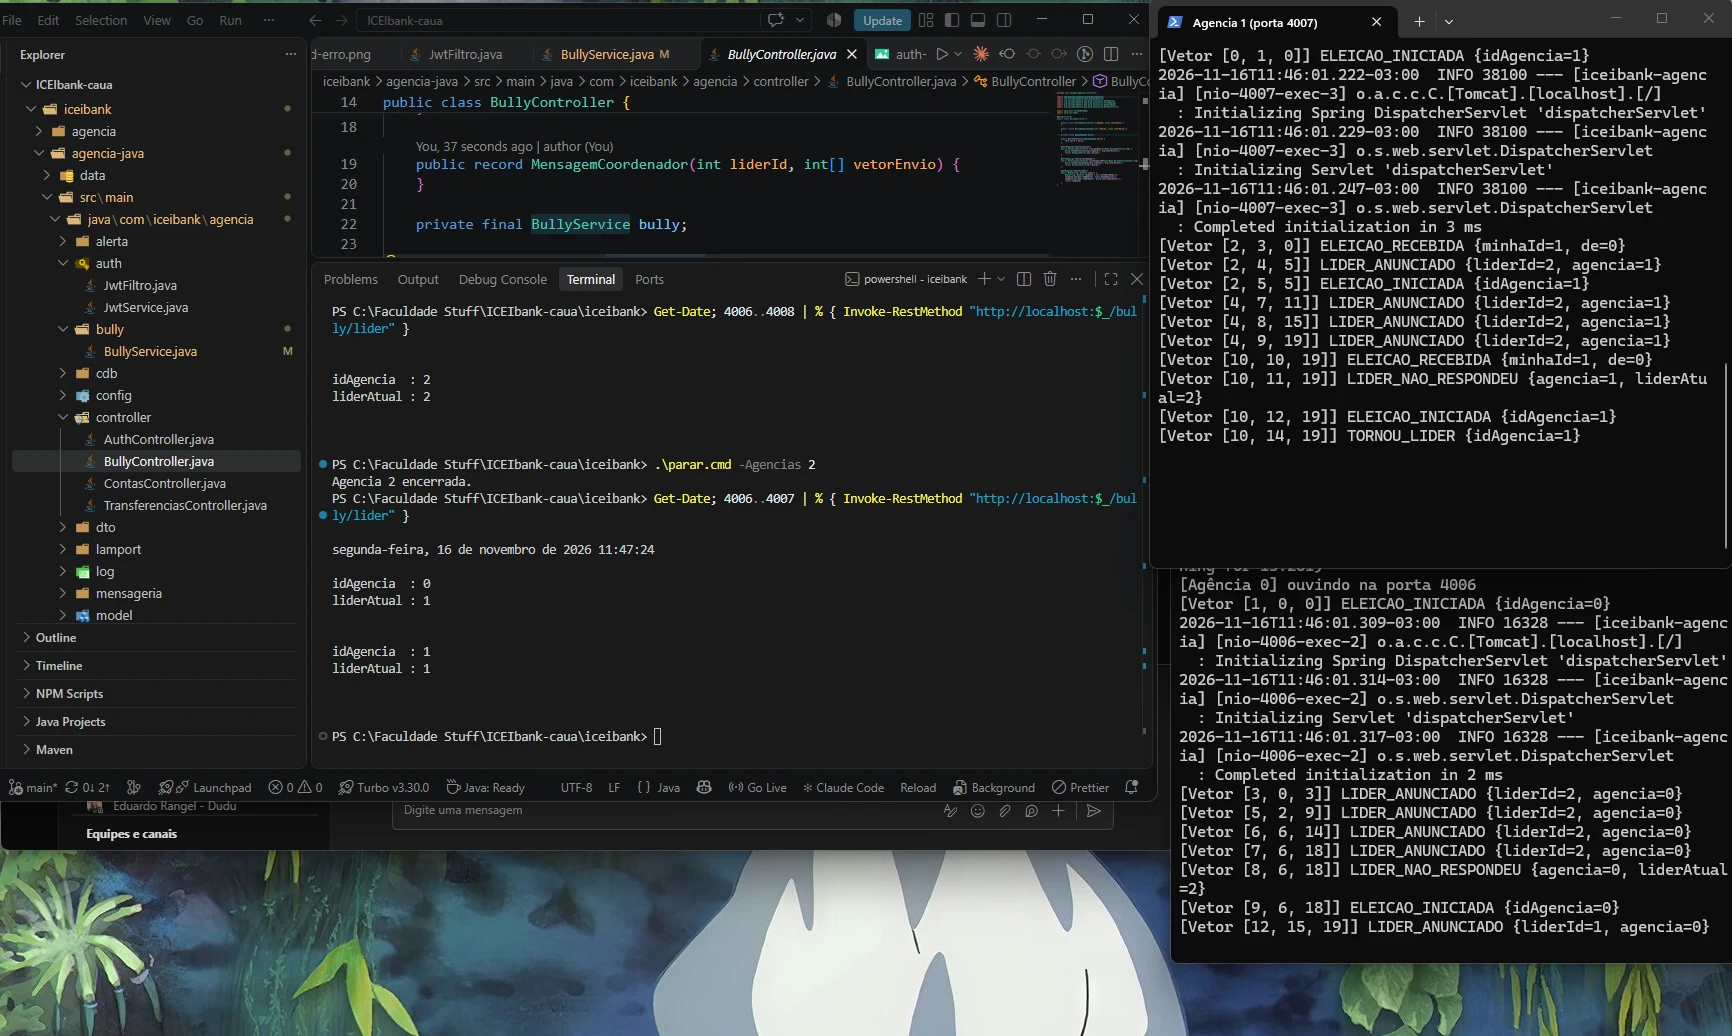 File Edit Selection View Go Run ··· ICEIbank-caua Update
Explorer ···
ICEIBANK-caua
iceibank
agencia
agencia-java
data
src\main
java\com\iceibank\agencia
alerta
auth
JwtFiltro.java
JwtService.java
bully
BullyService.java M
cdb
config
controller
AuthController.java
BullyController.java
ContasController.java
TransferenciasController.java
dto
lamport
log
mensageria
model
Outline
Timeline
NPM Scripts
Java Projects
Maven
d-erro.png JwtFiltro.java BullyService.java M BullyController.java auth- ···
iceibank > agencia-java > src > main > java > com > iceibank > agencia > controller > BullyController.java > BullyController > BullyC
14 public class BullyController {
18
You, 37 seconds ago | author (You)
19 public record MensagemCoordenador(int liderId, int[] vetorEnvio) {
20 }
21
22 private final BullyService bully;
23
Problems Output Debug Console Terminal Ports powershell - iceibank ···
PS C:\Faculdade Stuff\ICEIbank-caua\iceibank> Get-Date; 4006..4008 | % { Invoke-RestMethod "http://localhost:$_/bul
ly/lider" }
idAgencia : 2
liderAtual : 2
PS C:\Faculdade Stuff\ICEIbank-caua\iceibank> .\parar.cmd -Agencias 2
Agencia 2 encerrada.
PS C:\Faculdade Stuff\ICEIbank-caua\iceibank> Get-Date; 4006..4007 | % { Invoke-RestMethod "http://localhost:$_/bul
ly/lider" }
segunda-feira, 16 de novembro de 2026 11:47:24
idAgencia : 0
liderAtual : 1
idAgencia : 1
liderAtual : 1
PS C:\Faculdade Stuff\ICEIbank-caua\iceibank>
main* 0↓ 2↑ Launchpad 0 0 Turbo v3.30.0 Java: Ready UTF-8 LF { } Java Go Live Claude Code Reload Background Prettier
Eduardo Rangel - Dudu
Digite uma mensagem
Equipes e canais
Agencia 1 (porta 4007)
[Vetor [0, 1, 0]] ELEICAO_INICIADA {idAgencia=1}
2026-11-16T11:46:01.222-03:00 INFO 38100 --- [iceibank-agenc
ia] [nio-4007-exec-3] o.a.c.c.C.[Tomcat].[localhost].[/]
: Initializing Spring DispatcherServlet 'dispatcherServlet'
2026-11-16T11:46:01.229-03:00 INFO 38100 --- [iceibank-agenc
ia] [nio-4007-exec-3] o.s.web.servlet.DispatcherServlet
: Initializing Servlet 'dispatcherServlet'
2026-11-16T11:46:01.247-03:00 INFO 38100 --- [iceibank-agenc
ia] [nio-4007-exec-3] o.s.web.servlet.DispatcherServlet
: Completed initialization in 3 ms
[Vetor [2, 3, 0]] ELEICAO_RECEBIDA {minhaId=1, de=0}
[Vetor [2, 4, 5]] LIDER_ANUNCIADO {liderId=2, agencia=1}
[Vetor [2, 5, 5]] ELEICAO_INICIADA {idAgencia=1}
[Vetor [4, 7, 11]] LIDER_ANUNCIADO {liderId=2, agencia=1}
[Vetor [4, 8, 15]] LIDER_ANUNCIADO {liderId=2, agencia=1}
[Vetor [4, 9, 19]] LIDER_ANUNCIADO {liderId=2, agencia=1}
[Vetor [10, 10, 19]] ELEICAO_RECEBIDA {minhaId=1, de=0}
[Vetor [10, 11, 19]] LIDER_NAO_RESPONDEU {agencia=1, liderAtu
al=2}
[Vetor [10, 12, 19]] ELEICAO_INICIADA {idAgencia=1}
[Vetor [10, 14, 19]] TORNOU_LIDER {idAgencia=1}
[Agência 0] ouvindo na porta 4006
[Vetor [1, 0, 0]] ELEICAO_INICIADA {idAgencia=0}
2026-11-16T11:46:01.309-03:00 INFO 16328 --- [iceibank-agenc
ia] [nio-4006-exec-2] o.a.c.c.C.[Tomcat].[localhost].[/]
: Initializing Spring DispatcherServlet 'dispatcherServlet'
2026-11-16T11:46:01.314-03:00 INFO 16328 --- [iceibank-agenc
ia] [nio-4006-exec-2] o.s.web.servlet.DispatcherServlet
: Initializing Servlet 'dispatcherServlet'
2026-11-16T11:46:01.317-03:00 INFO 16328 --- [iceibank-agenc
ia] [nio-4006-exec-2] o.s.web.servlet.DispatcherServlet
: Completed initialization in 2 ms
[Vetor [3, 0, 3]] LIDER_ANUNCIADO {liderId=2, agencia=0}
[Vetor [5, 2, 9]] LIDER_ANUNCIADO {liderId=2, agencia=0}
[Vetor [6, 6, 14]] LIDER_ANUNCIADO {liderId=2, agencia=0}
[Vetor [7, 6, 18]] LIDER_ANUNCIADO {liderId=2, agencia=0}
[Vetor [8, 6, 18]] LIDER_NAO_RESPONDEU {agencia=0, liderAtual
=2}
[Vetor [9, 6, 18]] ELEICAO_INICIADA {idAgencia=0}
[Vetor [12, 15, 19]] LIDER_ANUNCIADO {liderId=1, agencia=0}